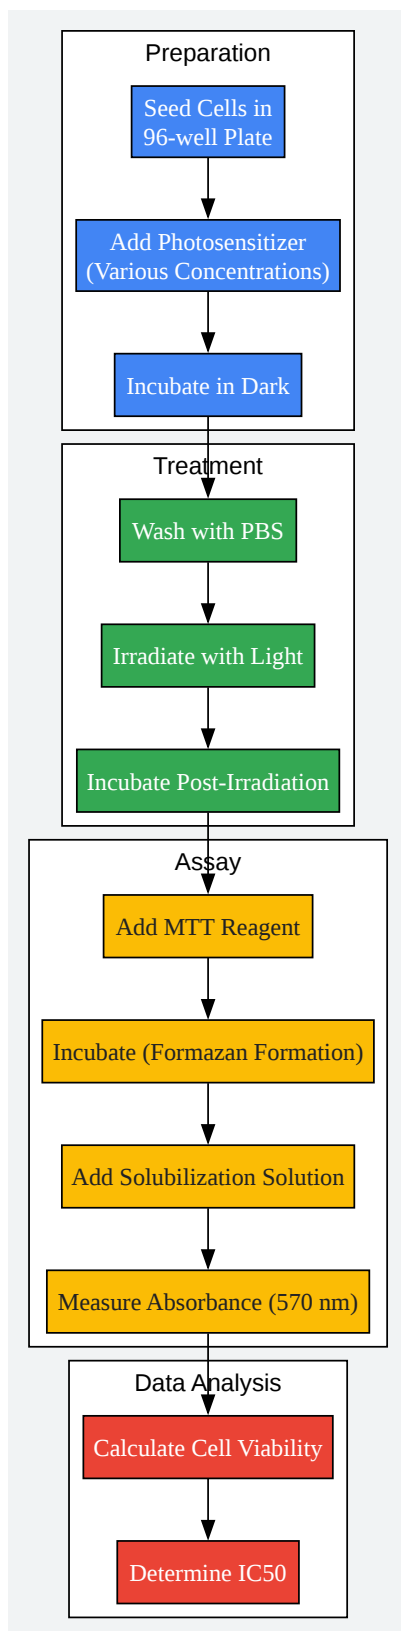 Preparation
Seed Cells in
96-well Plate
Add Photosensitizer
(Various Concentrations)
Incubate in Dark
Treatment
Wash with PBS
Irradiate with Light
Incubate Post-Irradiation
Assay
Add MTT Reagent
Incubate (Formazan Formation)
Add Solubilization Solution
Measure Absorbance (570 nm)
Data Analysis
Calculate Cell Viability
Determine IC50